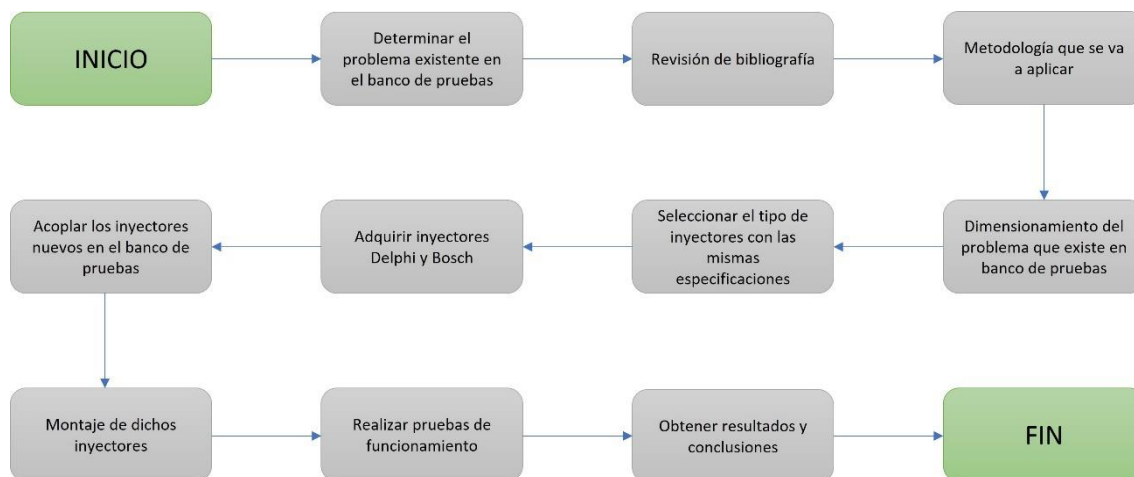 INICIO
Determinar el
problema existente en
el banco de pruebas
Revisión de bibliografía
Metodología que se va
a aplicar
Dimensionamiento del
problema que existe en
banco de pruebas
Seleccionar el tipo de
inyectores con las
mismas
especificaciones
Adquirir inyectores
Delphi y Bosch
Acoplar los inyectores
nuevos en el banco de
pruebas
Montaje de dichos
inyectores
Realizar pruebas de
funcionamiento
Obtener resultados y
conclusiones
FIN